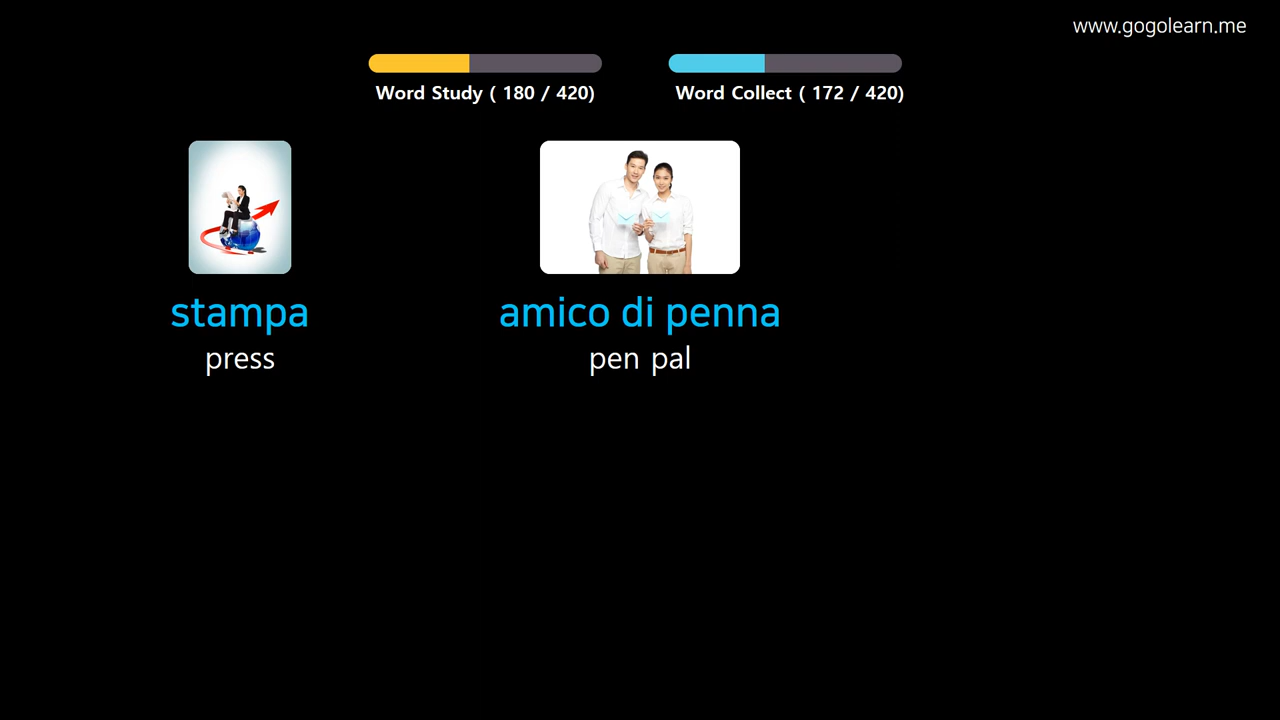 www.gogolearn.me
Word Study ( 180 / 420)
Word Collect ( 172 / 420)
stampa
press
amico di penna
pen pal